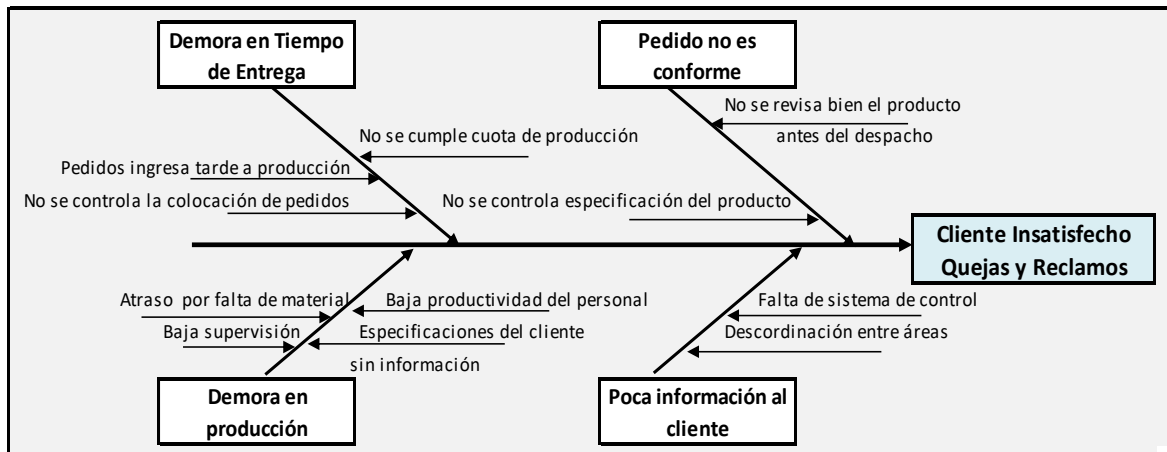 Demora en Tiempo
de Entrega
Pedido no es
conforme
No se revisa bien el producto
antes del despacho
No se cumple cuota de producción
Pedidos ingresa tarde a producción
No se controla la colocación de pedidos
No se controla especificación del producto
Cliente Insatisfecho
Quejas y Reclamos
Atraso por falta de material
Baja productividad del personal
Baja supervisión
Especificaciones del cliente
sin información
Falta de sistema de control
Descordinación entre áreas
Demora en
producción
Poca información al
cliente